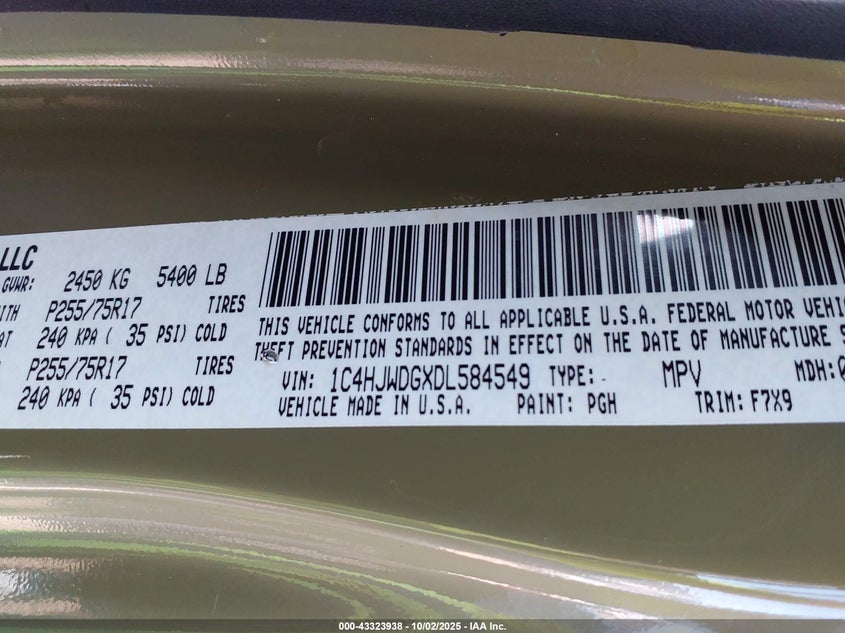 LLC
GVWR: 2450 KG 5400 LB
P255/75R17 TIRES
240 KPA ( 35 PSI) COLD
P255/75R17 TIRES
240 KPA ( 35 PSI) COLD
THIS VEHICLE CONFORMS TO ALL APPLICABLE U.S.A. FEDERAL MOTOR
THEFT PREVENTION STANDARDS IN EFFECT ON THE DATE OF MANUFACTURE
VIN: 1C4HJWDGXDL584549 TYPE: MPV MDH:
VEHICLE MADE IN U.S.A. PAINT: PGH TRIM: F7X9
000-43323938 - 10/02/2025 - IAA Inc.